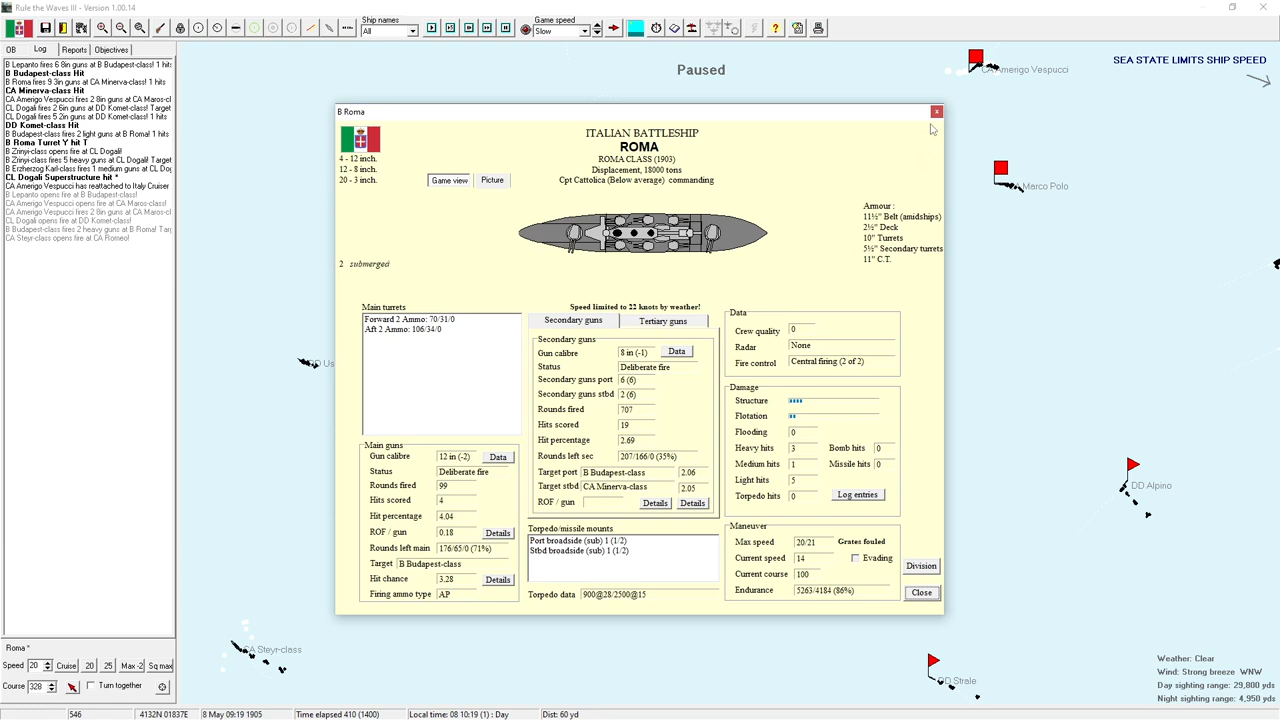 Rule the Waves III - 1.00.14
Ship names
All
Game speed
Slow
OB
Log
Reports
Objectives
B Lepanto fires 6 8in guns at B Budapest-class! 1 hits
B Budapest-class Hit
B Roma fires 9.3in guns at CA Minerva-class! 1 hits
CA Minerva-class Hit
CA Amerigo Vespucci fires 2 8in guns at CA Maros-cl
CL Dogali fires 2 6in guns at DD Komet-class! Target
CL Dogali fires 5.2in guns at DD Komet-class! 1 hits
DD Komet-class Hit
B Budapest-class fires 2 light guns at B Roma! 1 hits
B Roma Turret Y hit T
B Zrinyi-class opens fire at CL Dogali!
B Zrinyi-class fires 5 heavy guns at CL Dogali! Target
B Erzherzog Karl-class fires 1 medium guns at CL Dog
CL Dogali Superstructure hit *
CA Amerigo Vespucci has reattached to Italy Cruiser
B Lepanto opens fire at B Budapest-class!
CA Amerigo Vespucci opens fire at CA Maros-class!
CA Amerigo Vespucci fires 2 8in guns at CA Maros-cl
CL Dogali opens fire at DD Komet-class!
B Budapest-class fires 2 heavy guns at B Roma! Targ
CA Steyr-class opens fire at CA Romeo!
Paused
SEA STATE LIMITS SHIP SPEED
CA Amerigo Vespucci
Marco Polo
DD Alpino
DD Strale
CA Steyr-class
B Roma
ITALIAN BATTLESHIP
ROMA
ROMA CLASS (1903)
Displacement, 18000 tons
Cpt Cattolica (Below average) commanding
4 - 12 inch.
12 - 8 inch.
20 - 3 inch.
Game view
Picture
2 submerged
Armour :
11½" Belt (amidships)
2½" Deck
10" Turrets
5½" Secondary turrets
11" C.T.
Speed limited to 22 knots by weather!
Main turrets
Forward 2 Ammo: 70/31/0
Aft 2 Ammo: 106/34/0
Main guns
Gun calibre 12 in (-2) Data
Status Deliberate fire
Rounds fired 99
Hits scored 4
Hit percentage 4.04
ROF / gun 0.18 Details
Rounds left main 176/65/0 (71%)
Target B Budapest-class
Hit chance 3.28 Details
Firing ammo type AP
Secondary guns
Tertiary guns
Secondary guns
Gun calibre 8 in (-1) Data
Status Deliberate fire
Secondary guns port 6 (6)
Secondary guns stbd 2 (6)
Rounds fired 707
Hits scored 19
Hit percentage 2.69
Rounds left sec 207/166/0 (35%)
Target port B Budapest-class 2.06
Target stbd CA Minerva-class 2.05
ROF / gun Details Details
Torpedo/missile mounts
Port broadside (sub) 1 (1/2)
Stbd broadside (sub) 1 (1/2)
Torpedo data 900@28/2500@15
Data
Crew quality 0
Radar None
Fire control Central firing (2 of 2)
Damage
Structure
Flotation
Flooding 0
Heavy hits 3 Bomb hits 0
Medium hits 1 Missile hits 0
Light hits 5
Torpedo hits 0 Log entries
Maneuver
Max speed 20/21 Grates fouled
Current speed 14 Evading
Current course 100
Endurance 5263/4184 (86%)
Division
Close
Roma *
Speed 20 Cruise 20 25 Max -2 Sq max
Course 328 Turn together
Weather: Clear
Wind: Strong breeze WNW
Day sighting range: 29,800 yds
Night sighting range: 4,950 yds
546
4132N 01837E
8 May 09:19 1905
Time elapsed 410 (1400)
Local time: 08 10:19 (1) : Day
Dist: 60 yd